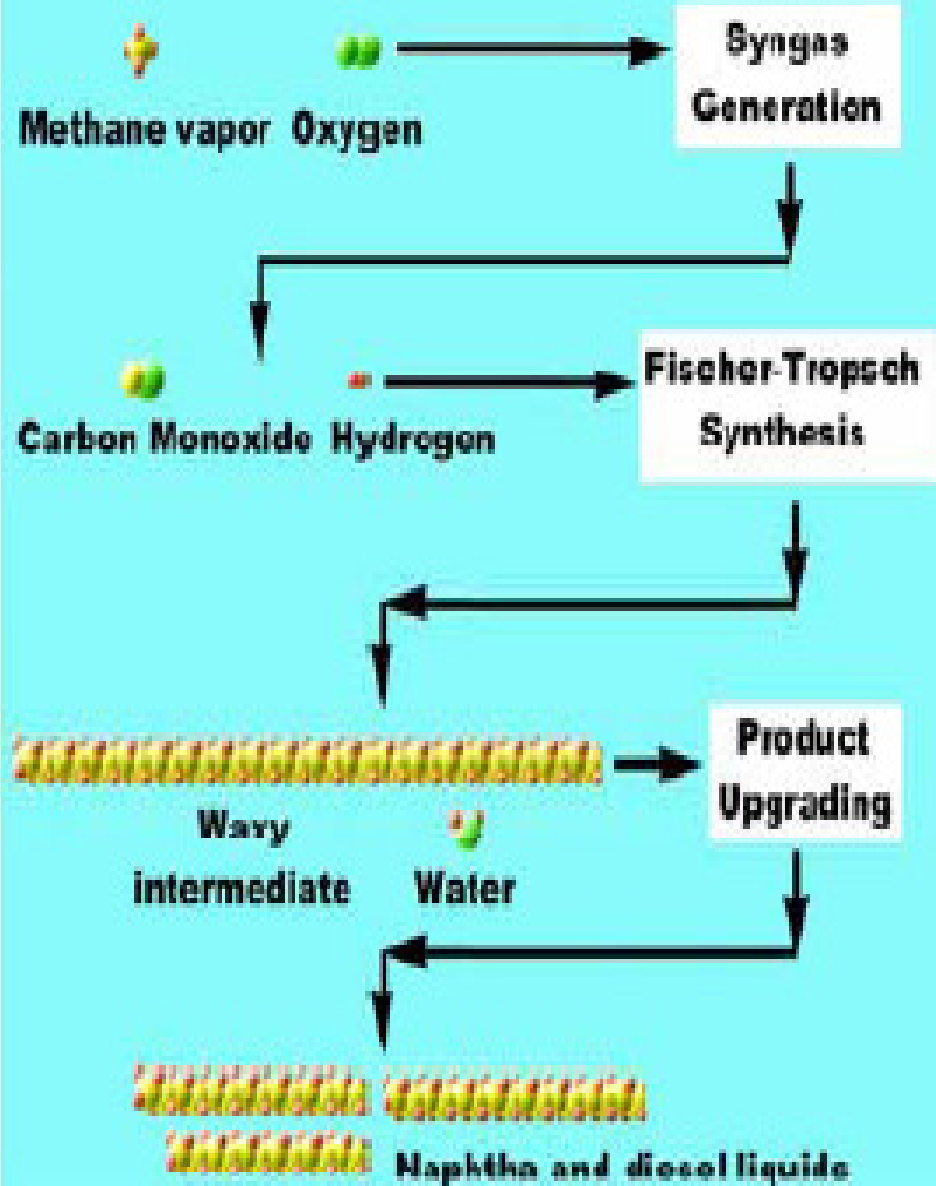 Syngas
Generation
Methane vapor Oxygen
Fischer-Tropsch
Synthesis
Carbon Monoxide Hydrogen
Product
Upgrading
Waxy
intermediate
Water
Naphtha and diesel liquids